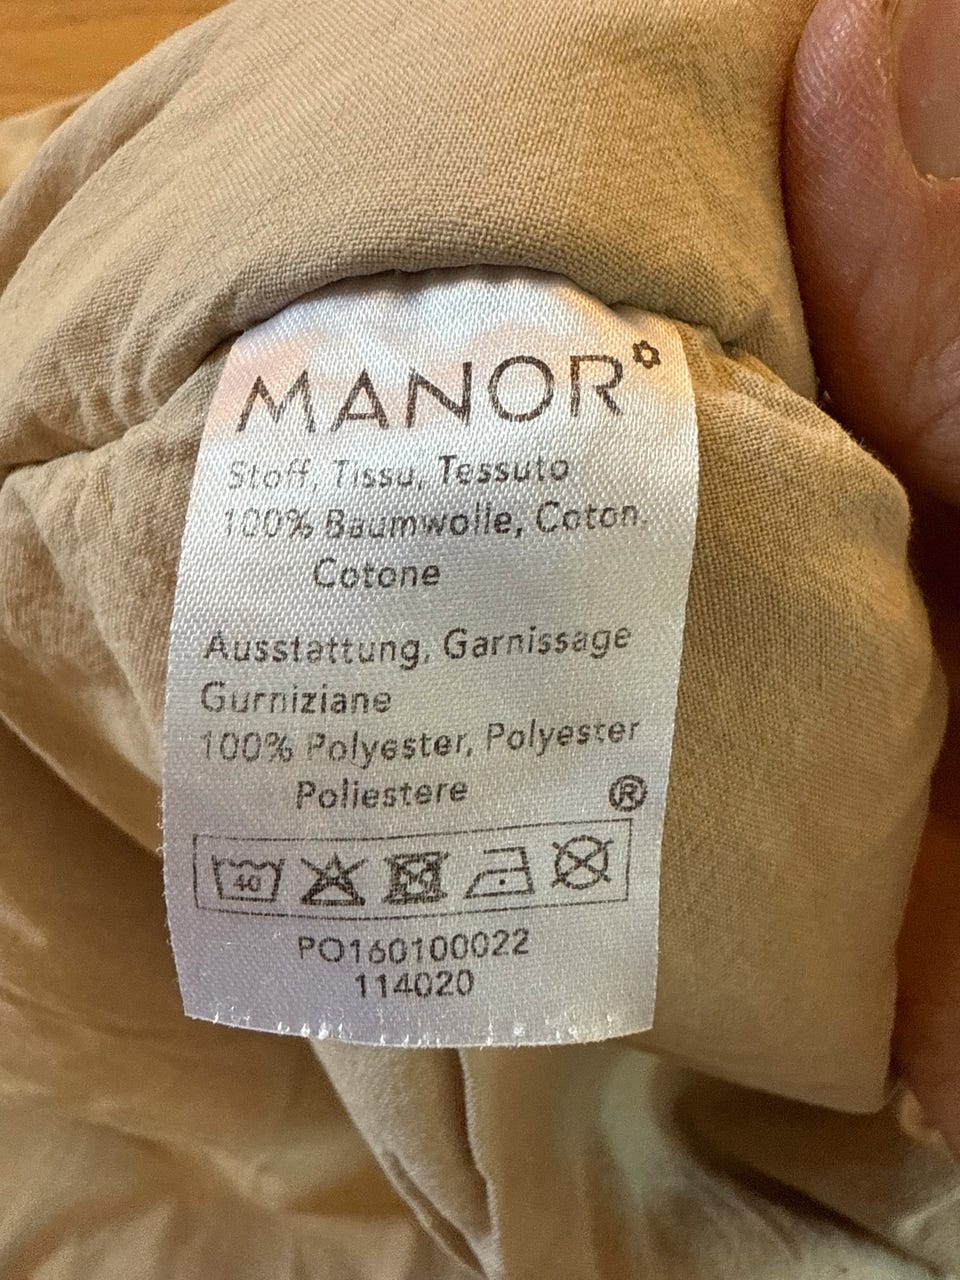 MANOR
Stoff, Tissu, Tessuto
100% Baumwolle, Coton.
Cotone
Ausstattung, Garnissage
Gurniziane
100% Polyester, Polyester
Poliestere
®
40
PO160100022
114020